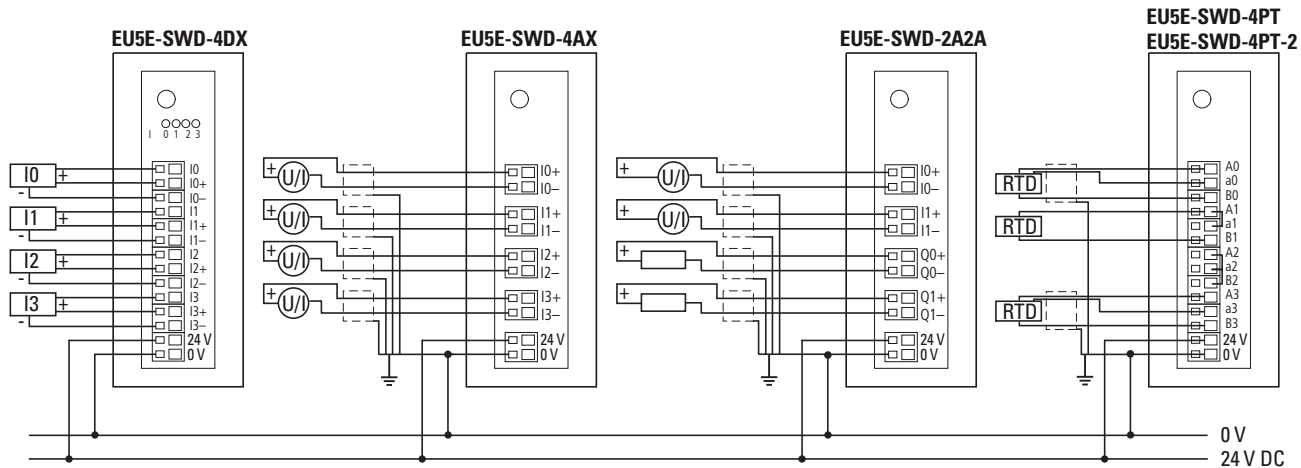 EU5E-SWD-4DX
I 0 1 2 3
I0
+
-
I1
+
-
I2
+
-
I3
+
-
I0
I0+
I0–
I1
I1+
I1–
I2
I2+
I2–
I3
I3+
I3–
24 V
0 V
EU5E-SWD-4AX
+
U/I
+
U/I
+
U/I
+
U/I
I0+
I0–
I1+
I1–
I2+
I2–
I3+
I3–
24 V
0 V
EU5E-SWD-2A2A
+
U/I
+
U/I
+
+
I0+
I0–
I1+
I1–
Q0+
Q0–
Q1+
Q1–
24 V
0 V
EU5E-SWD-4PT
EU5E-SWD-4PT-2
RTD
RTD
RTD
A0
a0
B0
A1
a1
B1
A2
a2
B2
A3
a3
B3
24 V
0 V
0 V
24 V DC